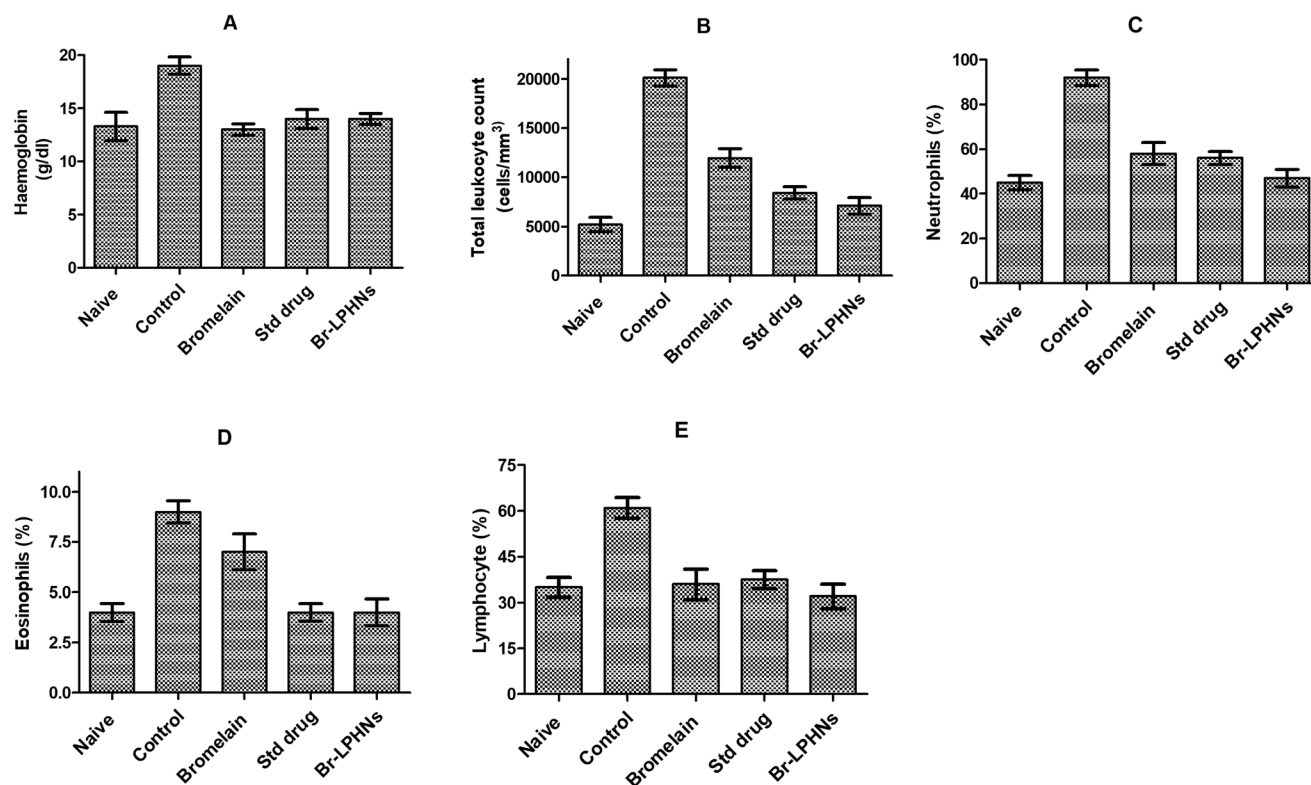 A
Haemoglobin
(g/dl)
20
15
10
5
0
Naive
Control
Bromelain
Std drug
Br-LPHNs
B
Total leukocyte count
(cells/mm³)
20000
15000
10000
5000
0
Naive
Control
Bromelain
Std drug
Br-LPHNs
C
Neutrophils (%)
100
80
60
40
20
0
Naive
Control
Bromelain
Std drug
Br-LPHNs
D
Eosinophils (%)
10.0
7.5
5.0
2.5
0.0
Naive
Control
Bromelain
Std drug
Br-LPHNs
E
Lymphocyte (%)
75
60
45
30
15
0
Naive
Control
Bromelain
Std drug
Br-LPHNs